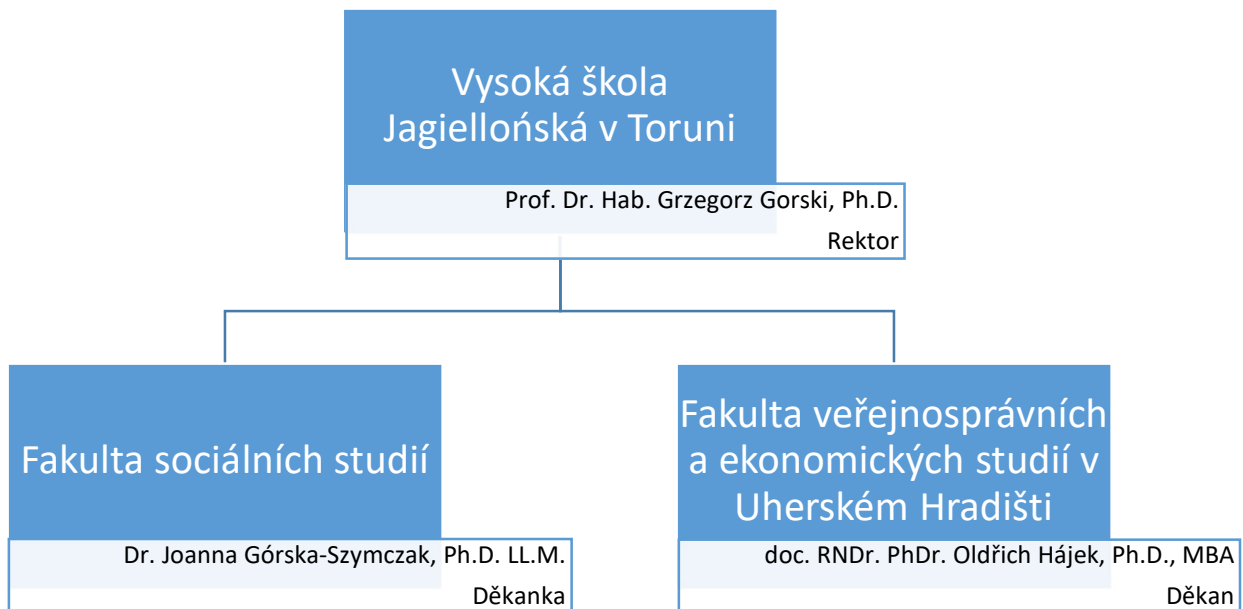 Vysoká škola
Jagiellońská v Toruni
Prof. Dr. Hab. Grzegorz Gorski, Ph.D.
Rektor
Fakulta sociálních studií
Dr. Joanna Górska-Szymczak, Ph.D. LL.M.
Děkanka
Fakulta veřejnosprávních
a ekonomických studií v
Uherském Hradišti
doc. RNDr. PhDr. Oldřich Hájek, Ph.D., MBA
Děkan